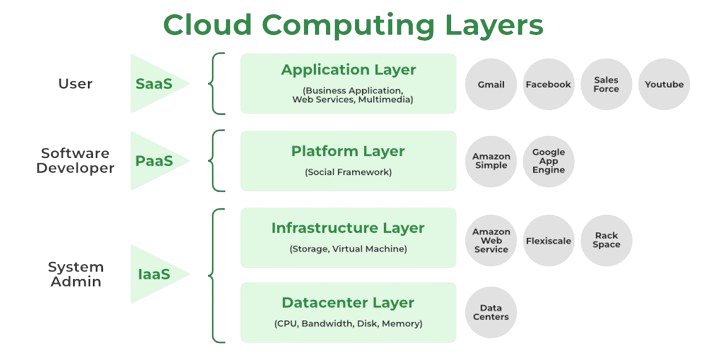 Cloud Computing Layers
User
SaaS
Application Layer
(Business Application,
Web Services, Multimedia)
Gmail
Facebook
Sales
Force
Youtube
Software
Developer
PaaS
Platform Layer
(Social Framework)
Amazon
Simple
Google
App
Engine
System
Admin
IaaS
Infrastructure Layer
(Storage, Virtual Machine)
Amazon
Web
Service
Flexiscale
Rack
Space
Datacenter Layer
(CPU, Bandwidth, Disk, Memory)
Data
Centers